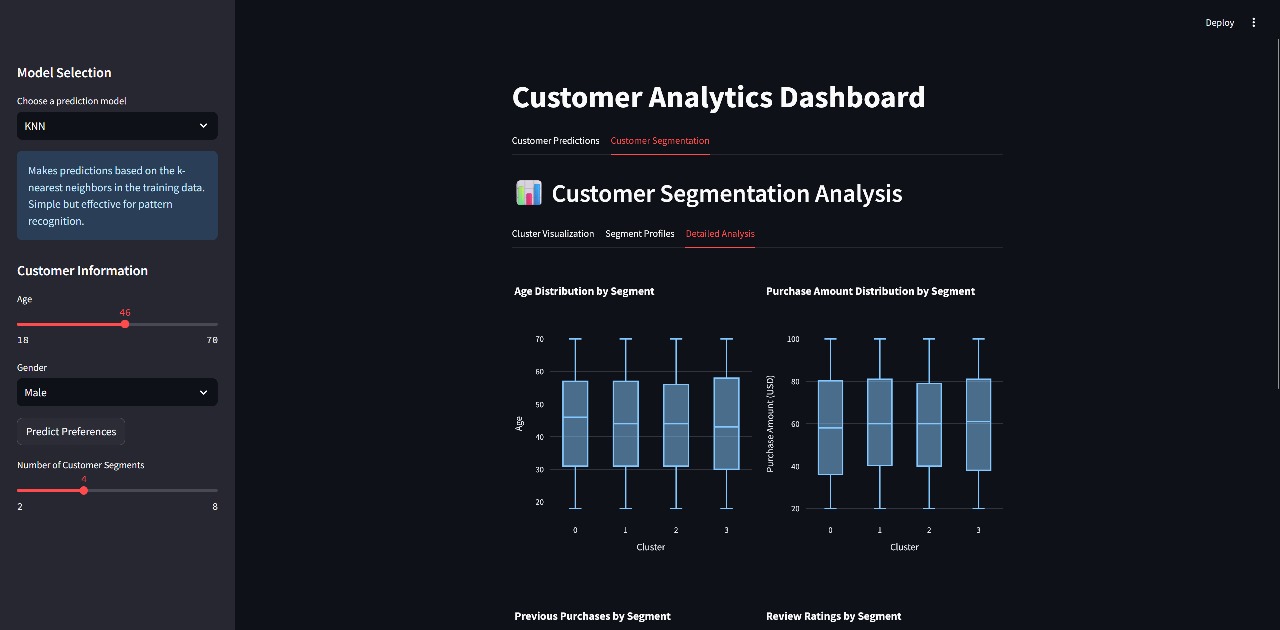 Deploy
Model Selection
Choose a prediction model
KNN
Makes predictions based on the k-
nearest neighbors in the training data.
Simple but effective for pattern
recognition.
Customer Information
Age
46
18 70
Gender
Male
Predict Preferences
Number of Customer Segments
4
2 8
Customer Analytics Dashboard
Customer Predictions Customer Segmentation
Customer Segmentation Analysis
Cluster Visualization Segment Profiles Detailed Analysis
Age Distribution by Segment
70
60
50
40
30
20
Age
0 1 2 3
Cluster
Purchase Amount Distribution by Segment
100
80
60
40
20
Purchase Amount (USD)
0 1 2 3
Cluster
Previous Purchases by Segment
Review Ratings by Segment